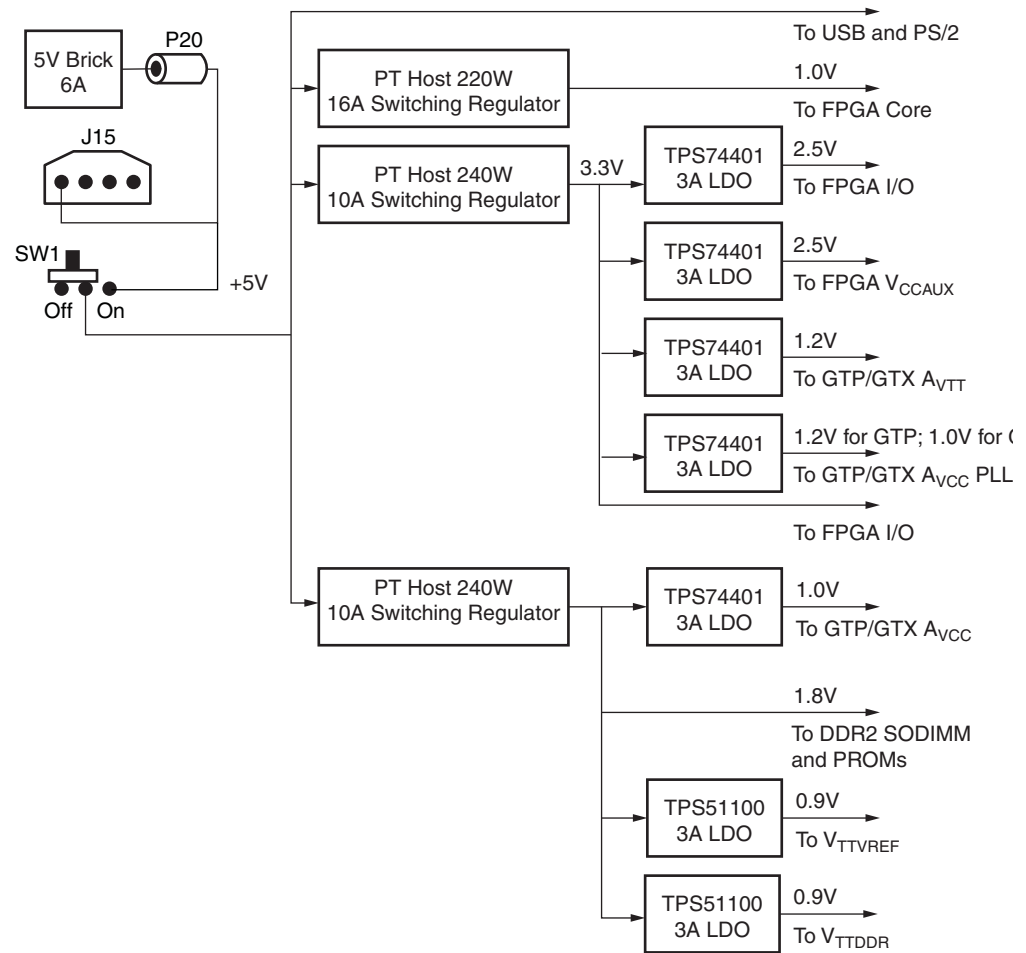 To USB and PS/2
5V Brick
6A
P20
J15
SW1
Off
On
+5V
PT Host 220W
16A Switching Regulator
1.0V
To FPGA Core
PT Host 240W
10A Switching Regulator
3.3V
TPS74401
3A LDO
2.5V
To FPGA I/O
TPS74401
3A LDO
2.5V
To FPGA VCCAUX
TPS74401
3A LDO
1.2V
To GTP/GTX AVTT
TPS74401
3A LDO
1.2V for GTP; 1.0V for
To GTP/GTX AVCC PLL
To FPGA I/O
PT Host 240W
10A Switching Regulator
TPS74401
3A LDO
1.0V
To GTP/GTX AVCC
1.8V
To DDR2 SODIMM
and PROMs
TPS51100
3A LDO
0.9V
To VTTVREF
TPS51100
3A LDO
0.9V
To VTTDDR